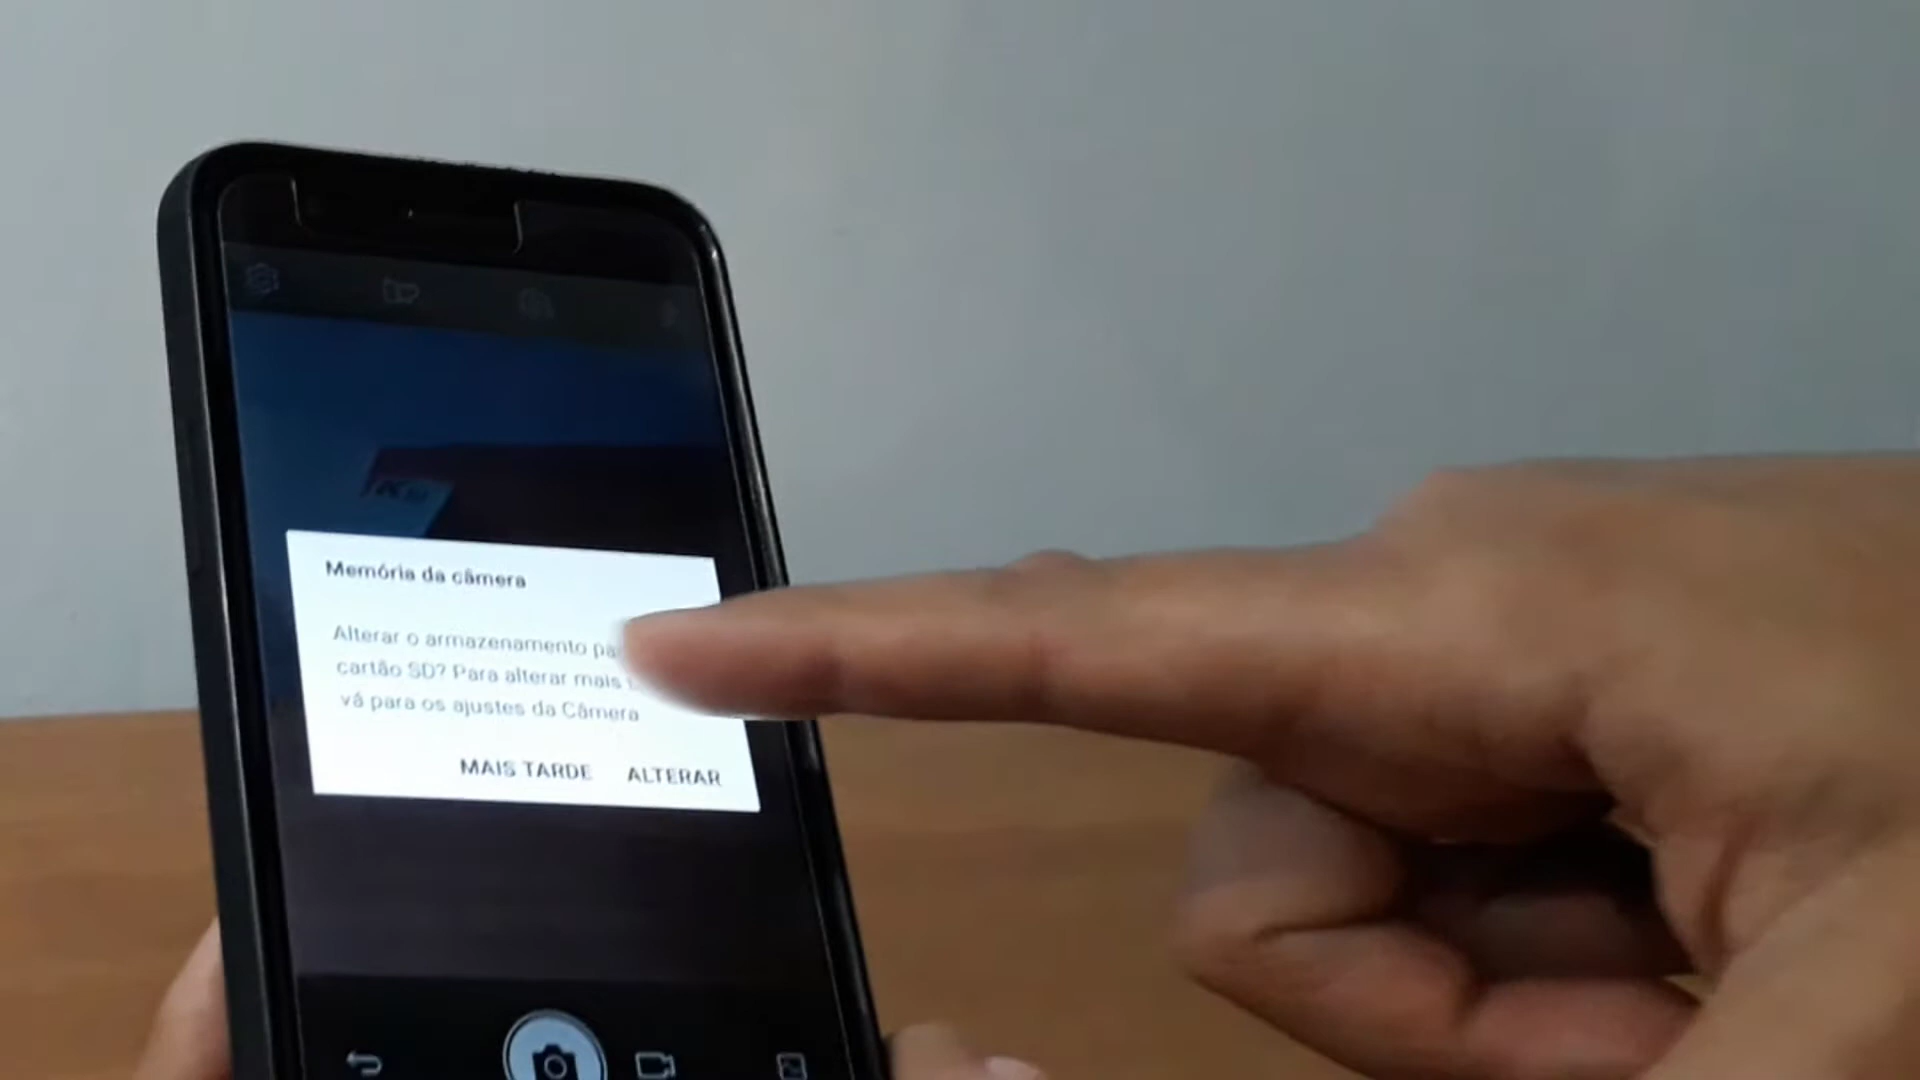 Memória da câmera
Alterar o armazenamento pa
cartão SD? Para alterar mais
vá para os ajustes da Câmera
MAIS TARDE ALTERAR